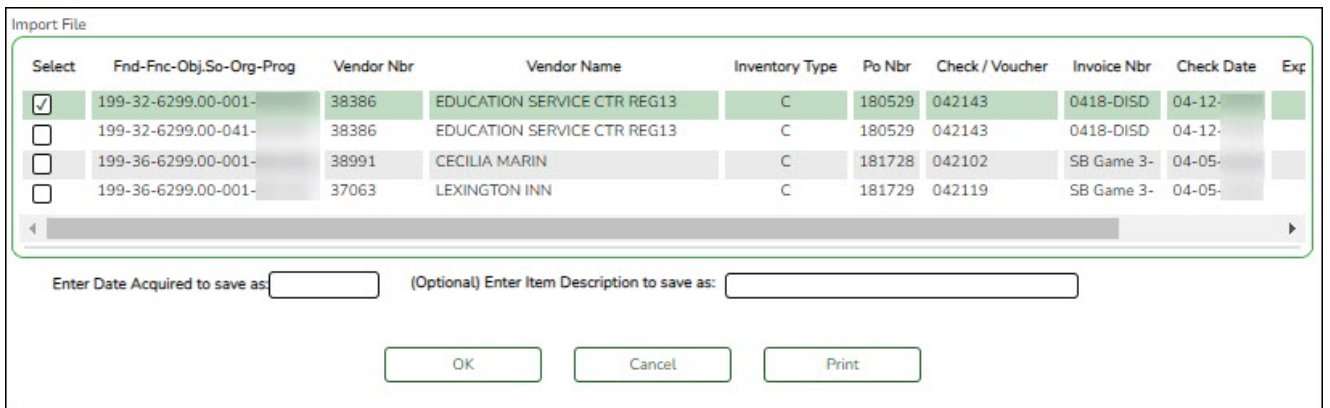 Import File
Select Fnd-Fnc-Obj.So-Org-Prog Vendor Nbr Vendor Name Inventory Type Po Nbr Check / Voucher Invoice Nbr Check Date Exp
199-32-6299.00-001- 38386 EDUCATION SERVICE CTR REG13 C 180529 042143 0418-DISD 04-12-
199-32-6299.00-041- 38386 EDUCATION SERVICE CTR REG13 C 180529 042143 0418-DISD 04-12-
199-36-6299.00-001- 38991 CECILIA MARIN C 181728 042102 SB Game 3- 04-05-
199-36-6299.00-001- 37063 LEXINGTON INN C 181729 042119 SB Game 3- 04-05-
Enter Date Acquired to save as: (Optional) Enter Item Description to save as:
OK Cancel Print